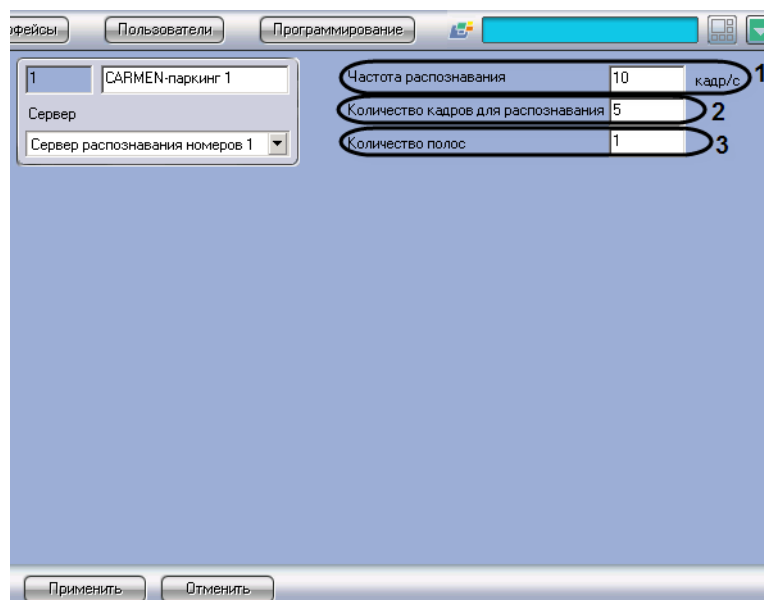 рфейсы Пользователи Программирование
1 CARMEN-паркинг 1
Сервер
Сервер распознавания номеров 1
Частота распознавания 10 кадр/с 1
Количество кадров для распознавания 5 2
Количество полос 1 3
Применить Отменить